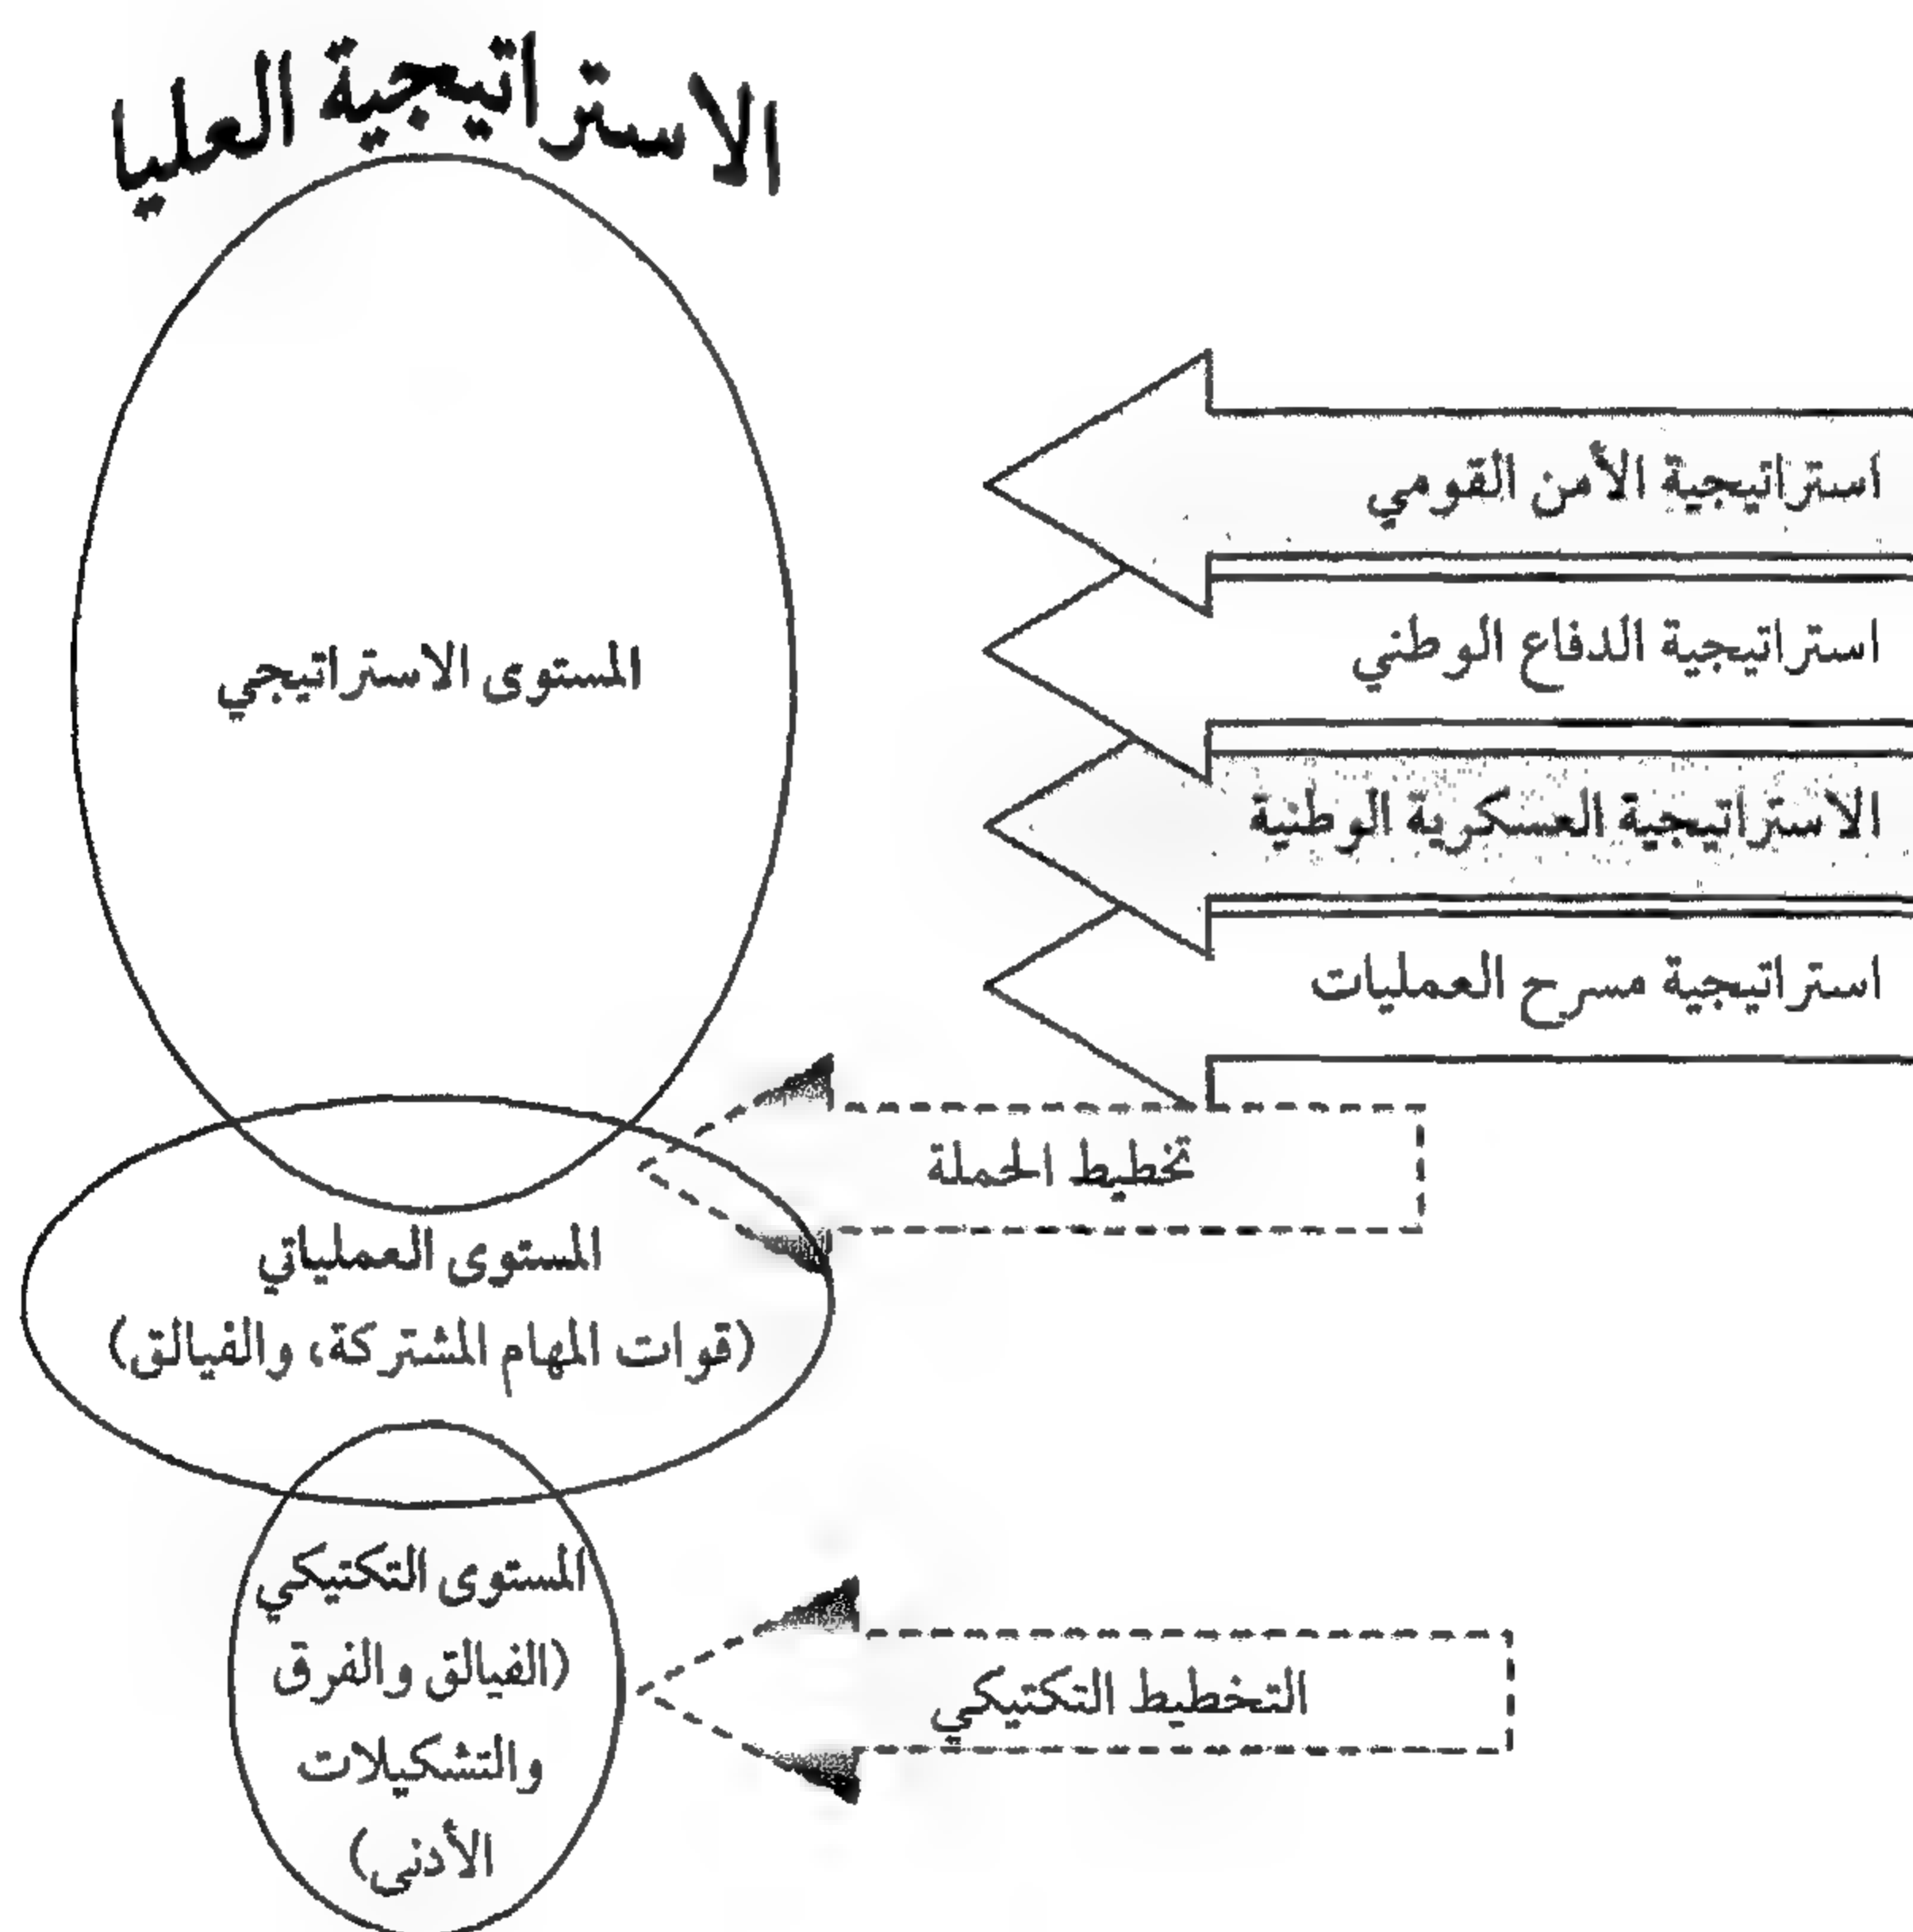 الاستراتيجية العليا
استراتيجية الأمن القومي
استراتيجية الدفاع الوطني
المستوى الاستراتيجي
الاستراتيجية العسكرية الوطنية
استراتيجية مسرح العمليات
تخطيط الحملة
المستوى العملياتي
(قوات المهام المشتركة، والفيالق)
المستوى التكتيكي
(الفيالق والفرق
والتشكيلات
الأدنى)
التخطيط التكتيكي